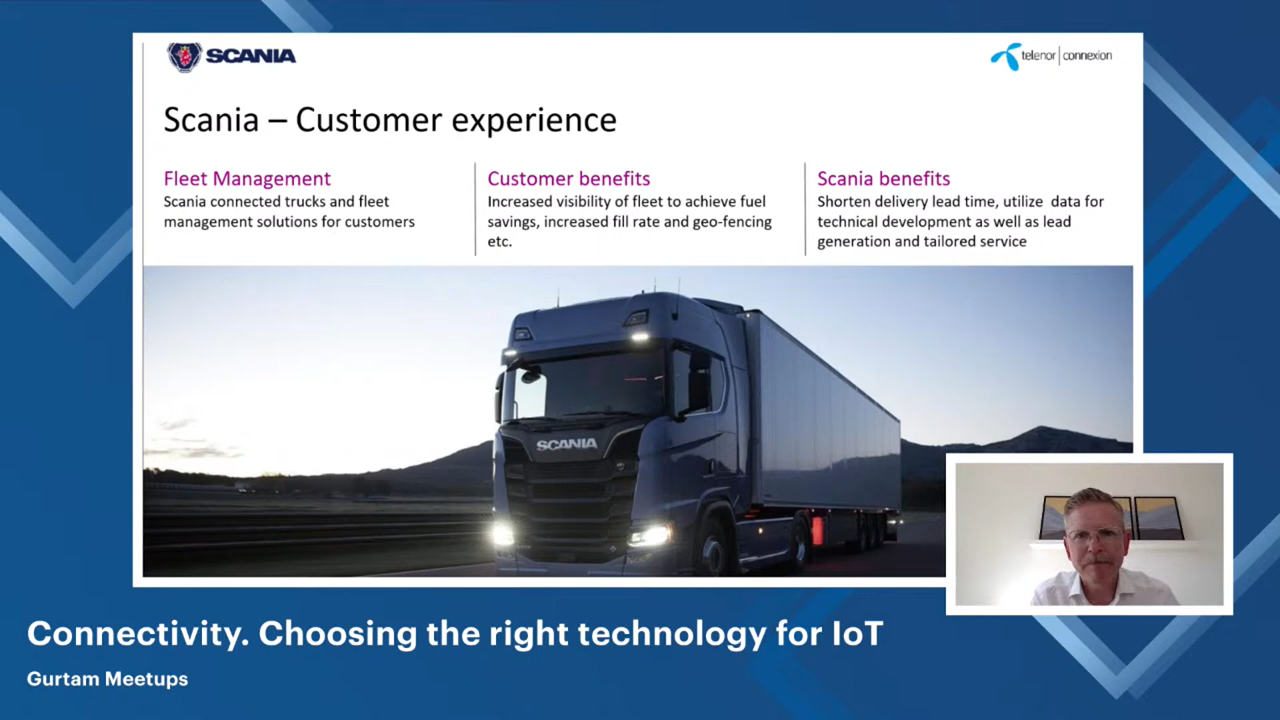 SCANIA
telenor | connexion
Scania – Customer experience
Fleet Management
Scania connected trucks and fleet
management solutions for customers
Customer benefits
Increased visibility of fleet to achieve fuel
savings, increased fill rate and geo-fencing
etc.
Scania benefits
Shorten delivery lead time, utilize data for
technical development as well as lead
generation and tailored service
SCANIA
Connectivity. Choosing the right technology for IoT
Gurtam Meetups